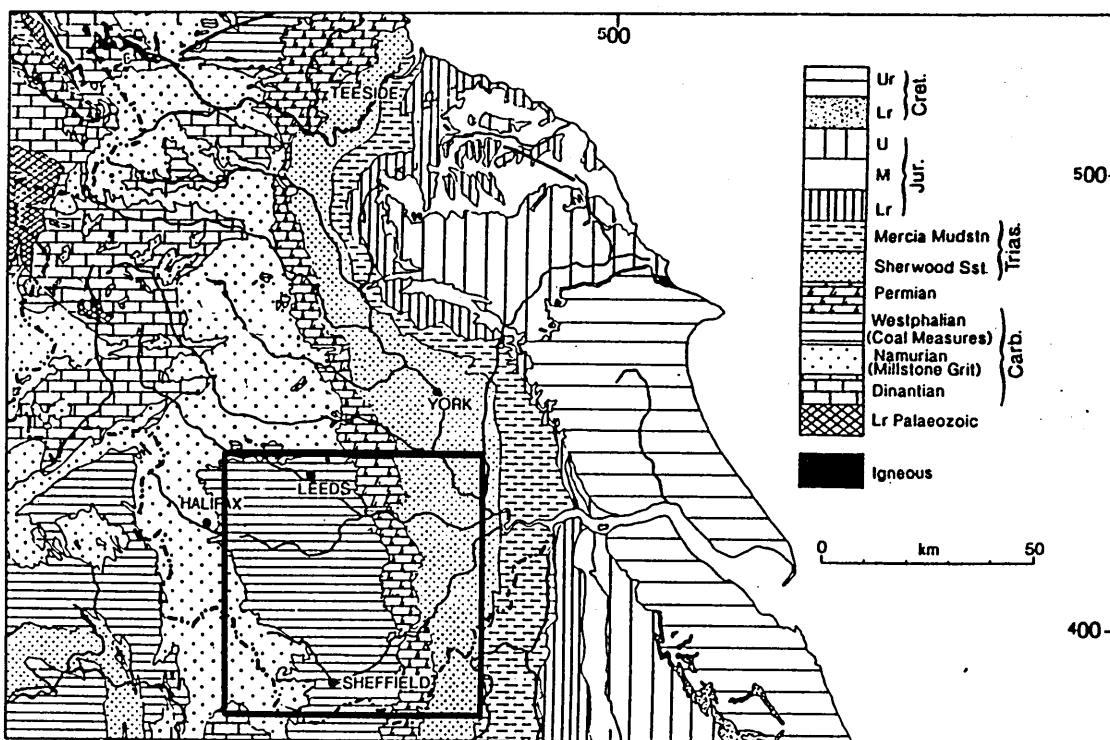 500
TEESIDE
YORK
LEEDS
HALIFAX
SHEFFIELD
500
400
Ur
Lr
Cret.
U
M
Lr
Jur.
Mercia Mudstn
Sherwood Sst.
Trias.
Permian
Westphalian
(Coal Measures)
Namurian
(Millstone Grit)
Dinantian
Carb.
Lr Palaeozoic
Igneous
0 km 50